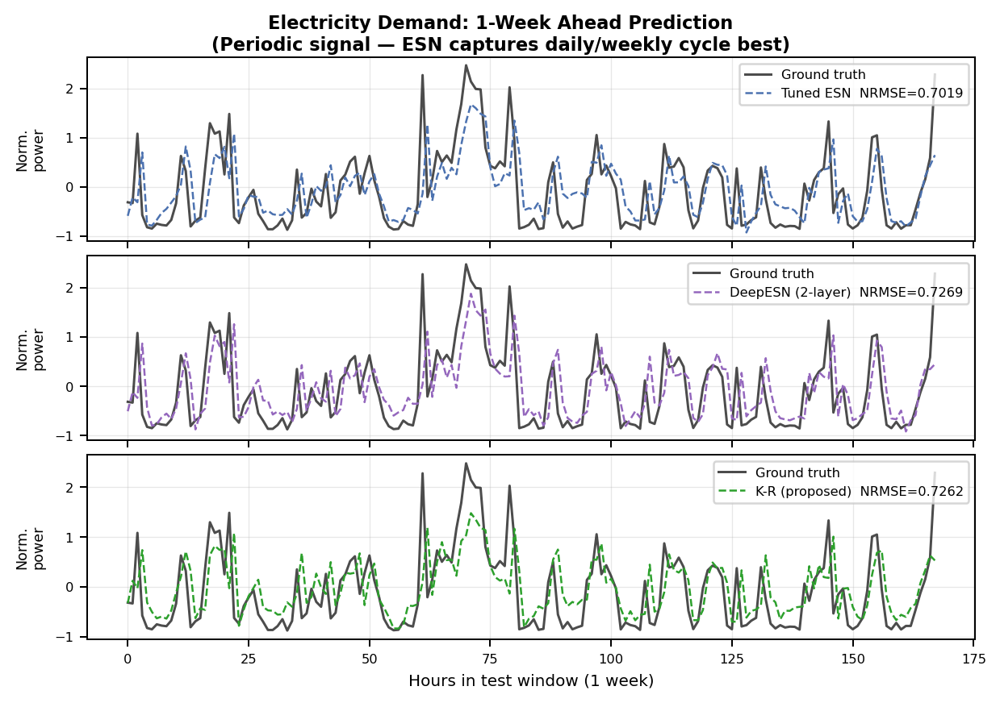 Electricity Demand: 1-Week Ahead Prediction
(Periodic signal — ESN captures daily/weekly cycle best)
Norm.
power
2
1
0
−1
Ground truth
Tuned ESN  NRMSE=0.7019
Norm.
power
2
1
0
−1
Ground truth
DeepESN (2-layer)  NRMSE=0.7269
Norm.
power
2
1
0
−1
Ground truth
K-R (proposed)  NRMSE=0.7262
0 25 50 75 100 125 150 175
Hours in test window (1 week)